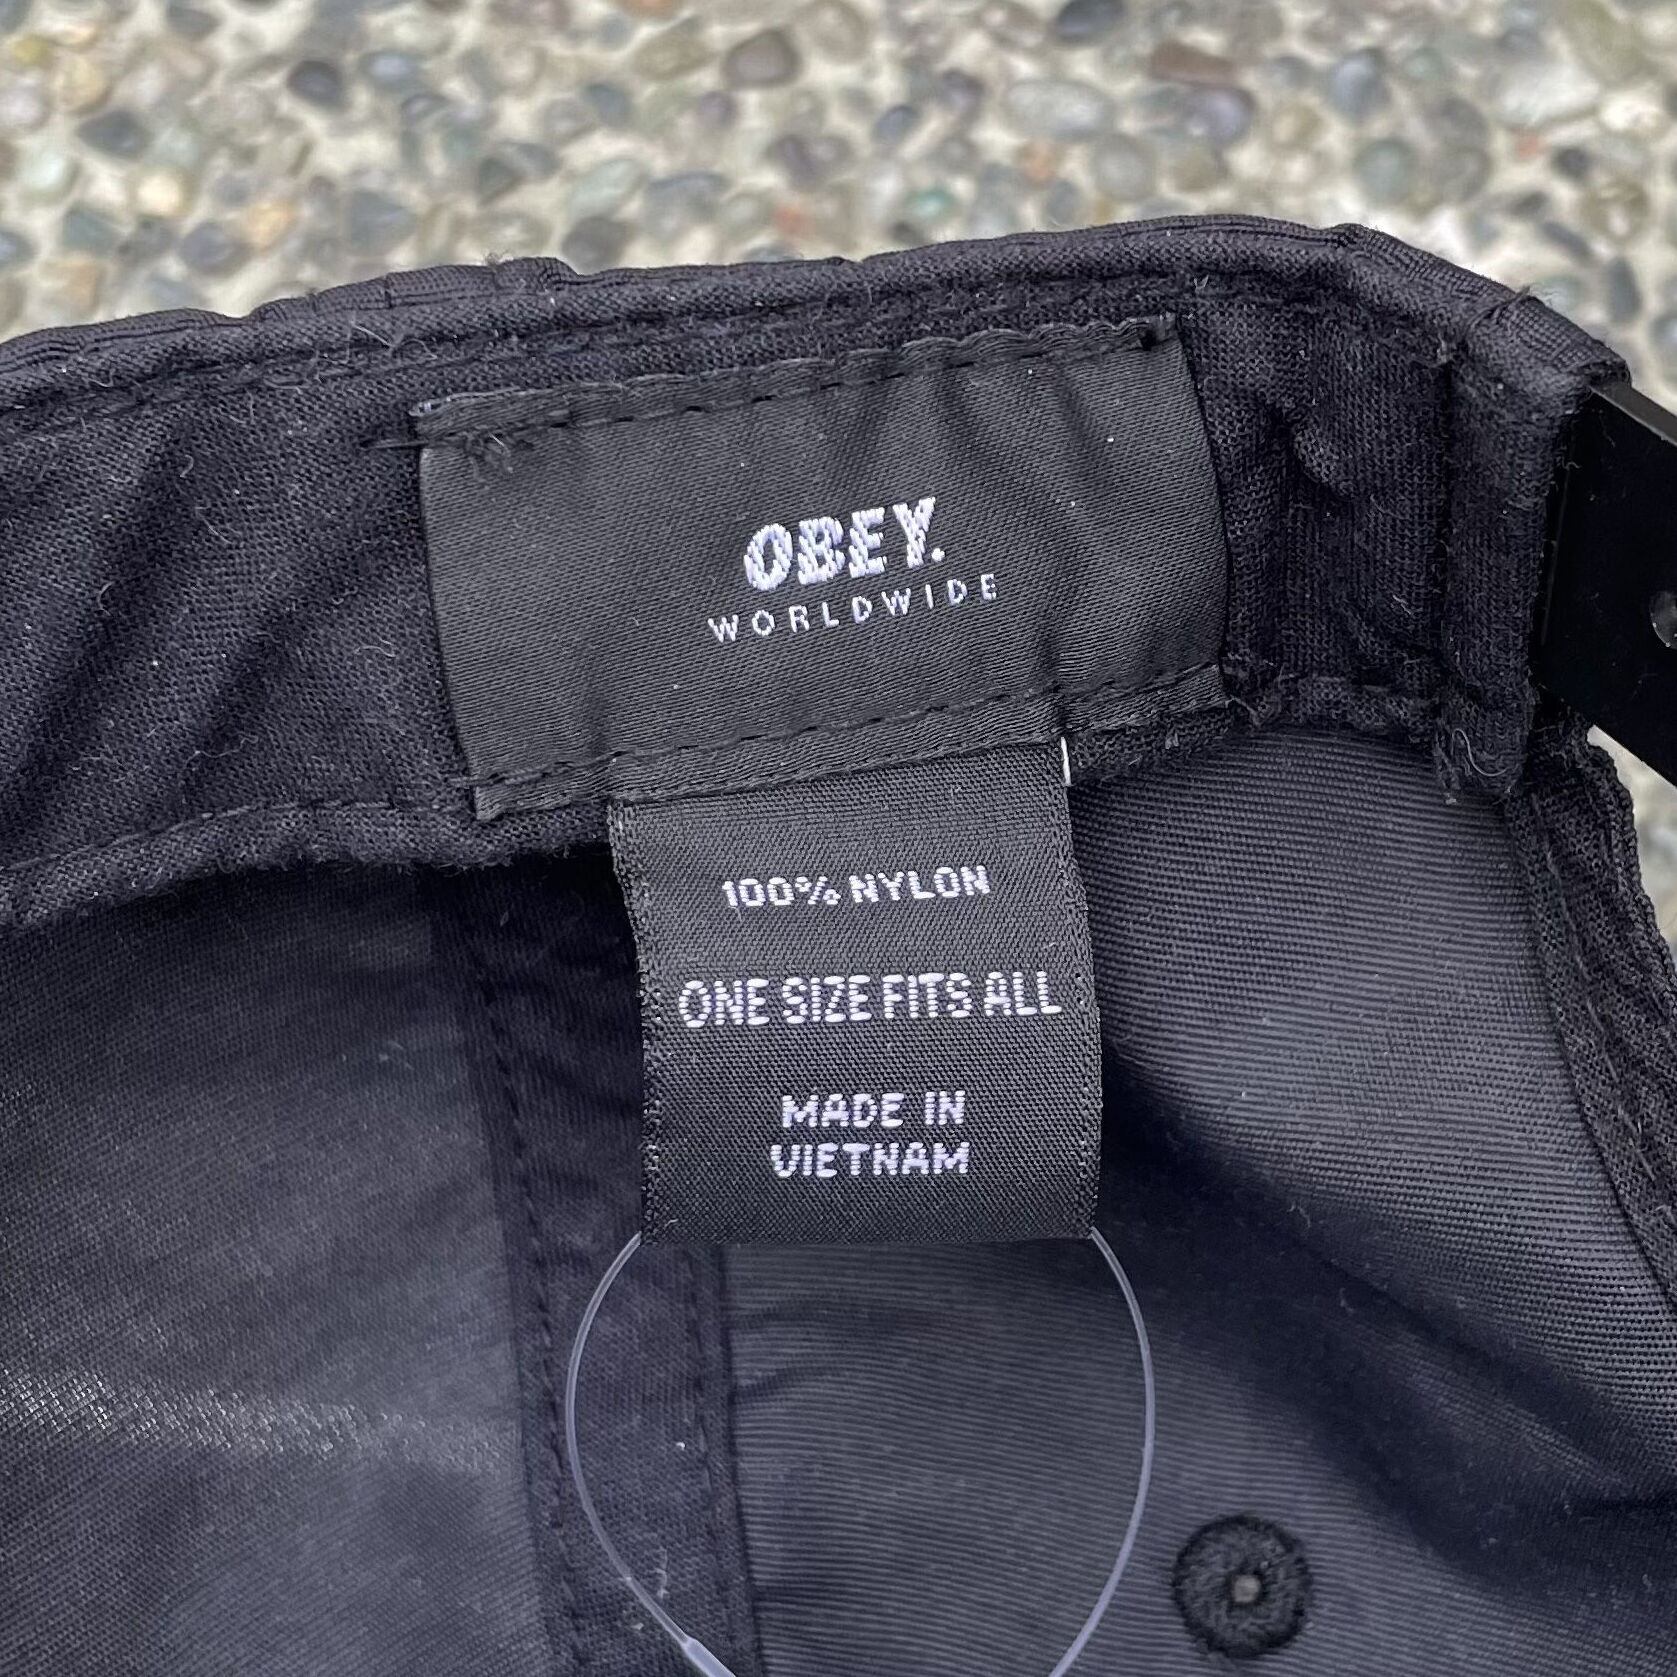 OBEY.
WORLDWIDE
100% NYLON
ONE SIZE FITS ALL
MADE IN
VIETNAM